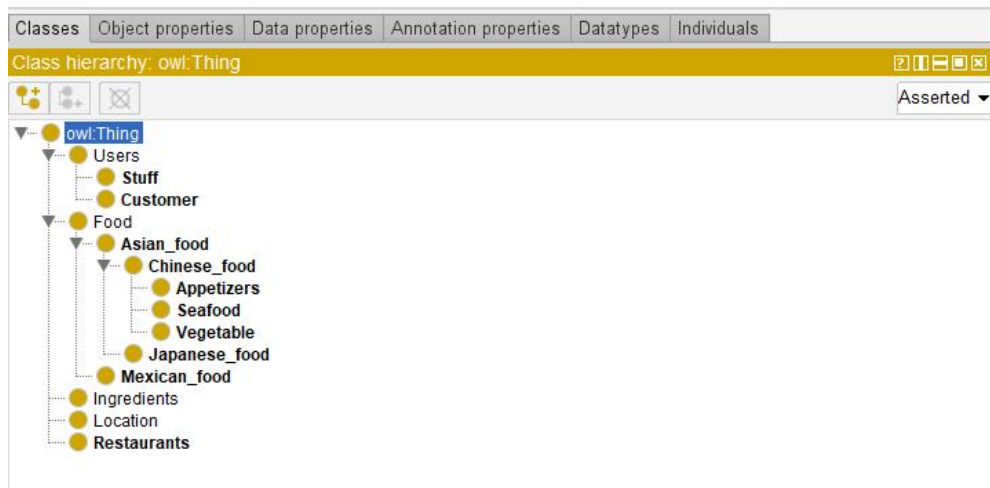 Classes Object properties Data properties Annotation properties Datatypes Individuals
Class hierarchy: owl:Thing
Asserted
owl:Thing
Users
Stuff
Customer
Food
Asian_food
Chinese_food
Appetizers
Seafood
Vegetable
Japanese_food
Mexican_food
Ingredients
Location
Restaurants